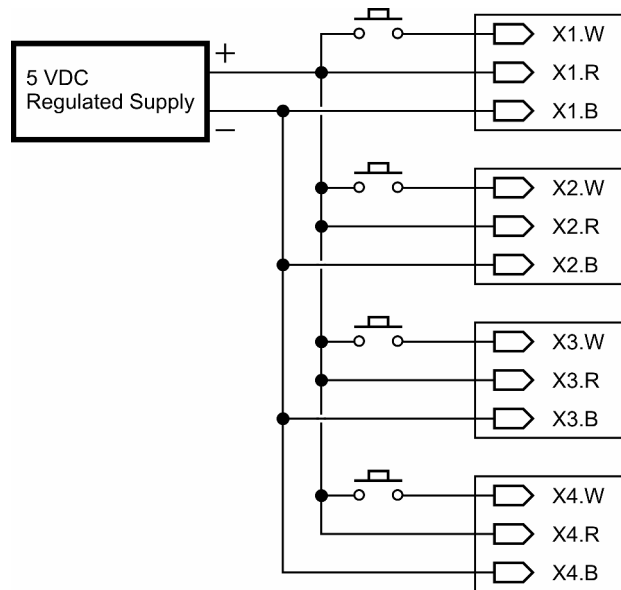 +
5 VDC
Regulated Supply
−
X1.W
X1.R
X1.B
X2.W
X2.R
X2.B
X3.W
X3.R
X3.B
X4.W
X4.R
X4.B